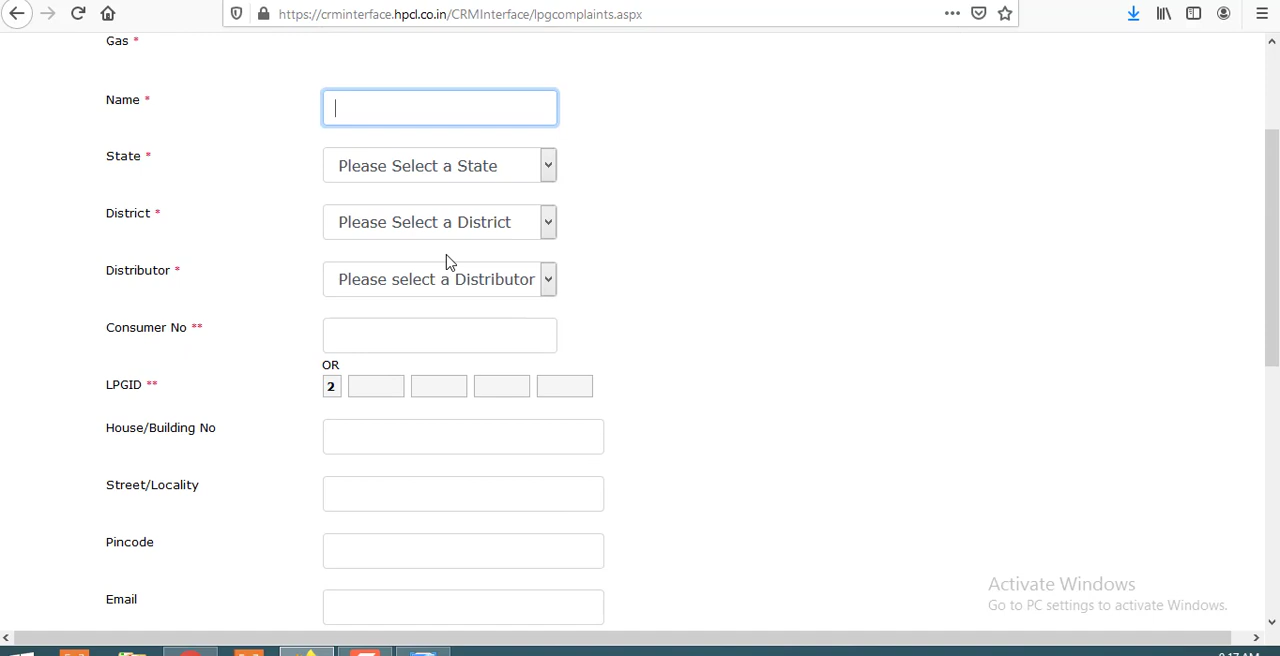 https://crminterface.hpcl.co.in/CRMInterface/lpgcomplaints.aspx
Gas *
Name *
State *
Please Select a State
District *
Please Select a District
Distributor *
Please select a Distributor
Consumer No **
OR
LPGID **
2
House/Building No
Street/Locality
Pincode
Email
Activate Windows
Go to PC settings to activate Windows.